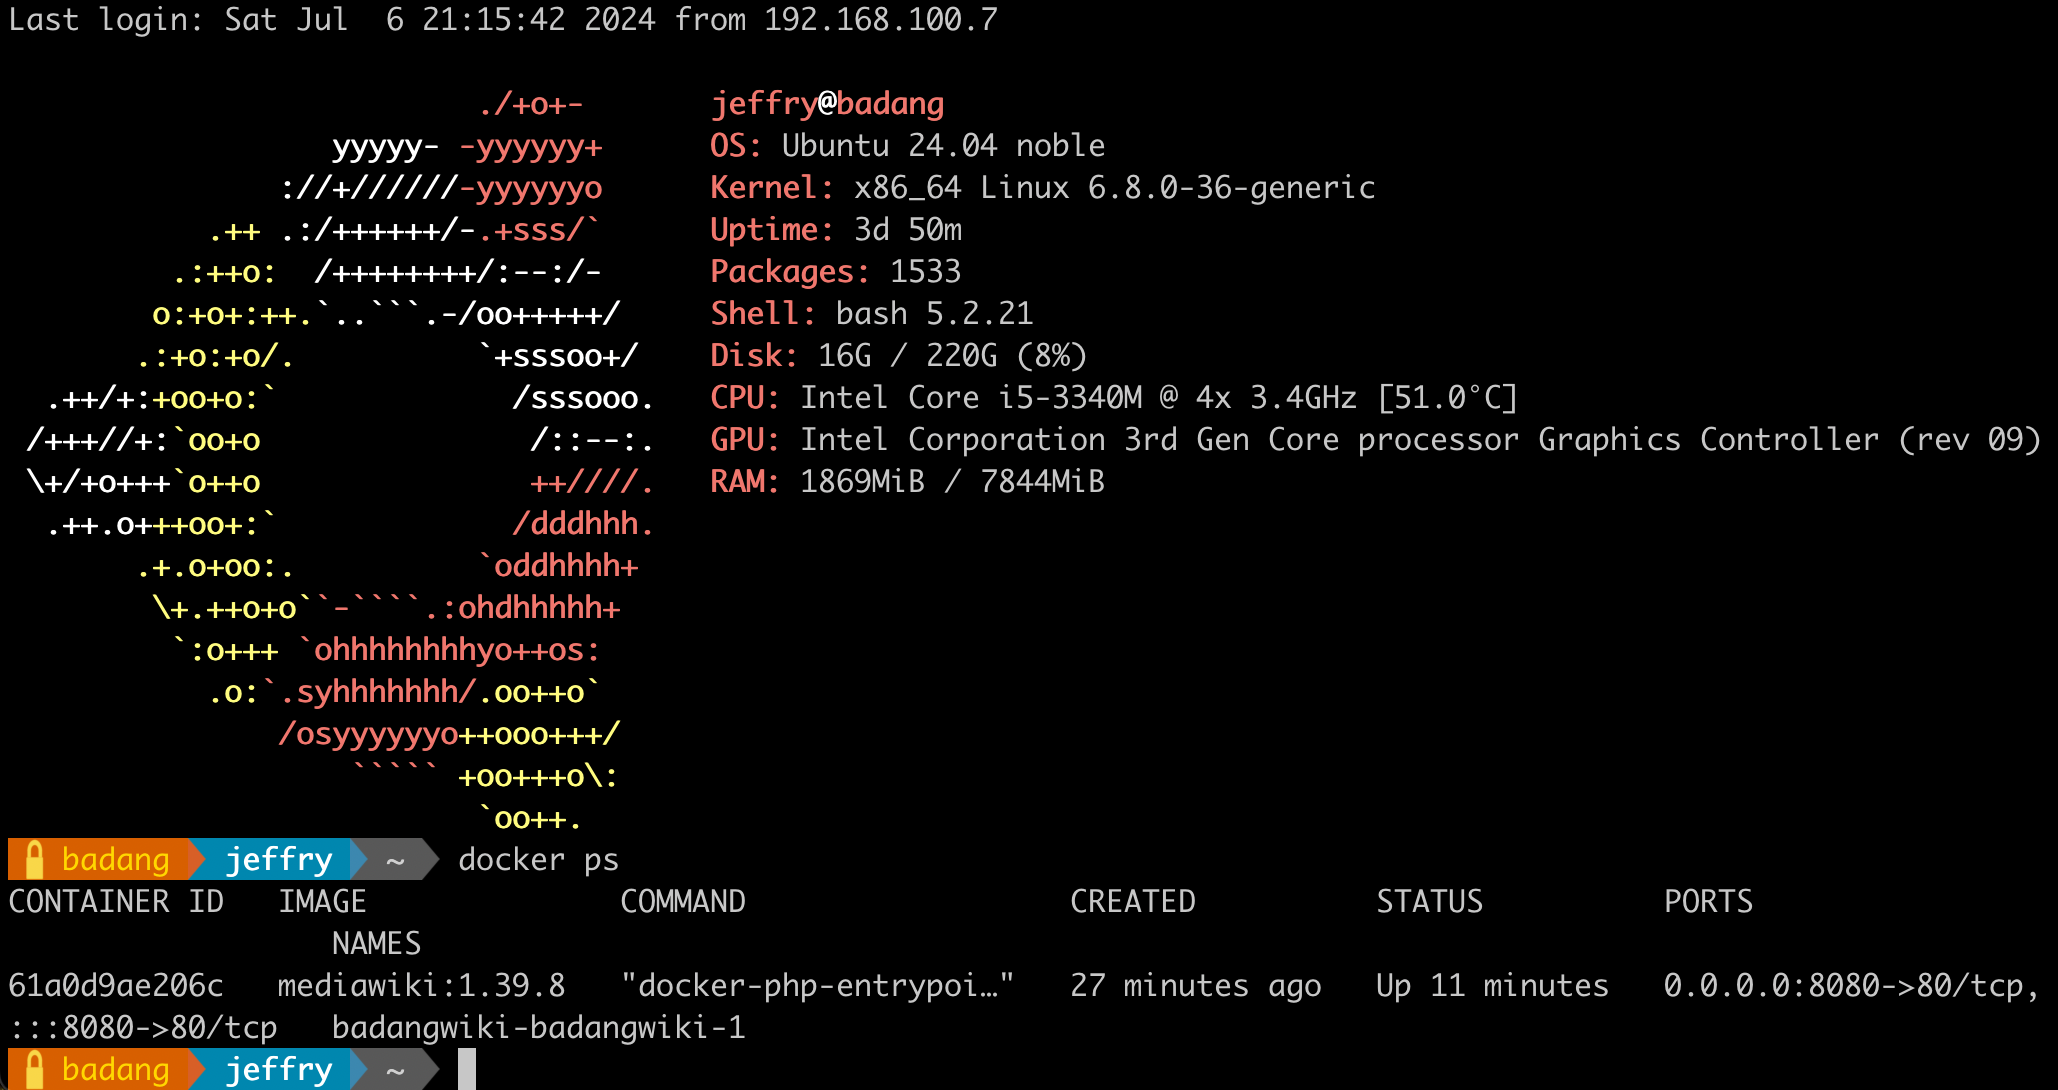 Last login: Sat Jul  6 21:15:42 2024 from 192.168.100.7
                          ./+o+-       jeffry@badang
                  yyyyy- -yyyyyy+      OS: Ubuntu 24.04 noble
               ://+//////-yyyyyyo      Kernel: x86_64 Linux 6.8.0-36-generic
           .++ .:/++++++/-.+sss/`      Uptime: 3d 50m
         .:++o:  /++++++++/:--:/-      Packages: 1533
        o:+o+:++.`..```.-/oo+++++/     Shell: bash 5.2.21
       .:+o:+o/.          `+sssoo+/    Disk: 16G / 220G (8%)
  .++/+:+oo+o:`             /sssooo.   CPU: Intel Core i5-3340M @ 4x 3.4GHz [51.0°C]
 /+++//+:`oo+o               /::--:.   GPU: Intel Corporation 3rd Gen Core processor Graphics Controller (rev 09)
 \+/+o+++`o++o               ++////.   RAM: 1869MiB / 7844MiB
  .++.o+++oo+:`             /dddhhh.
       .+.o+oo:.          `oddhhhh+
        \+.++o+o``-````.:ohdhhhhh+
         `:o+++ `ohhhhhhhhyo++os:
           .o:`.syhhhhhhh/.oo++o`
               /osyyyyyyo++ooo+++/
                   ````` +oo+++o\:
                          `oo++.
badang jeffry ~ docker ps
CONTAINER ID   IMAGE              COMMAND                  CREATED          STATUS          PORTS
                  NAMES
61a0d9ae206c   mediawiki:1.39.8   "docker-php-entrypoi…"   27 minutes ago   Up 11 minutes   0.0.0.0:8080->80/tcp,
:::8080->80/tcp   badangwiki-badangwiki-1
badang jeffry ~